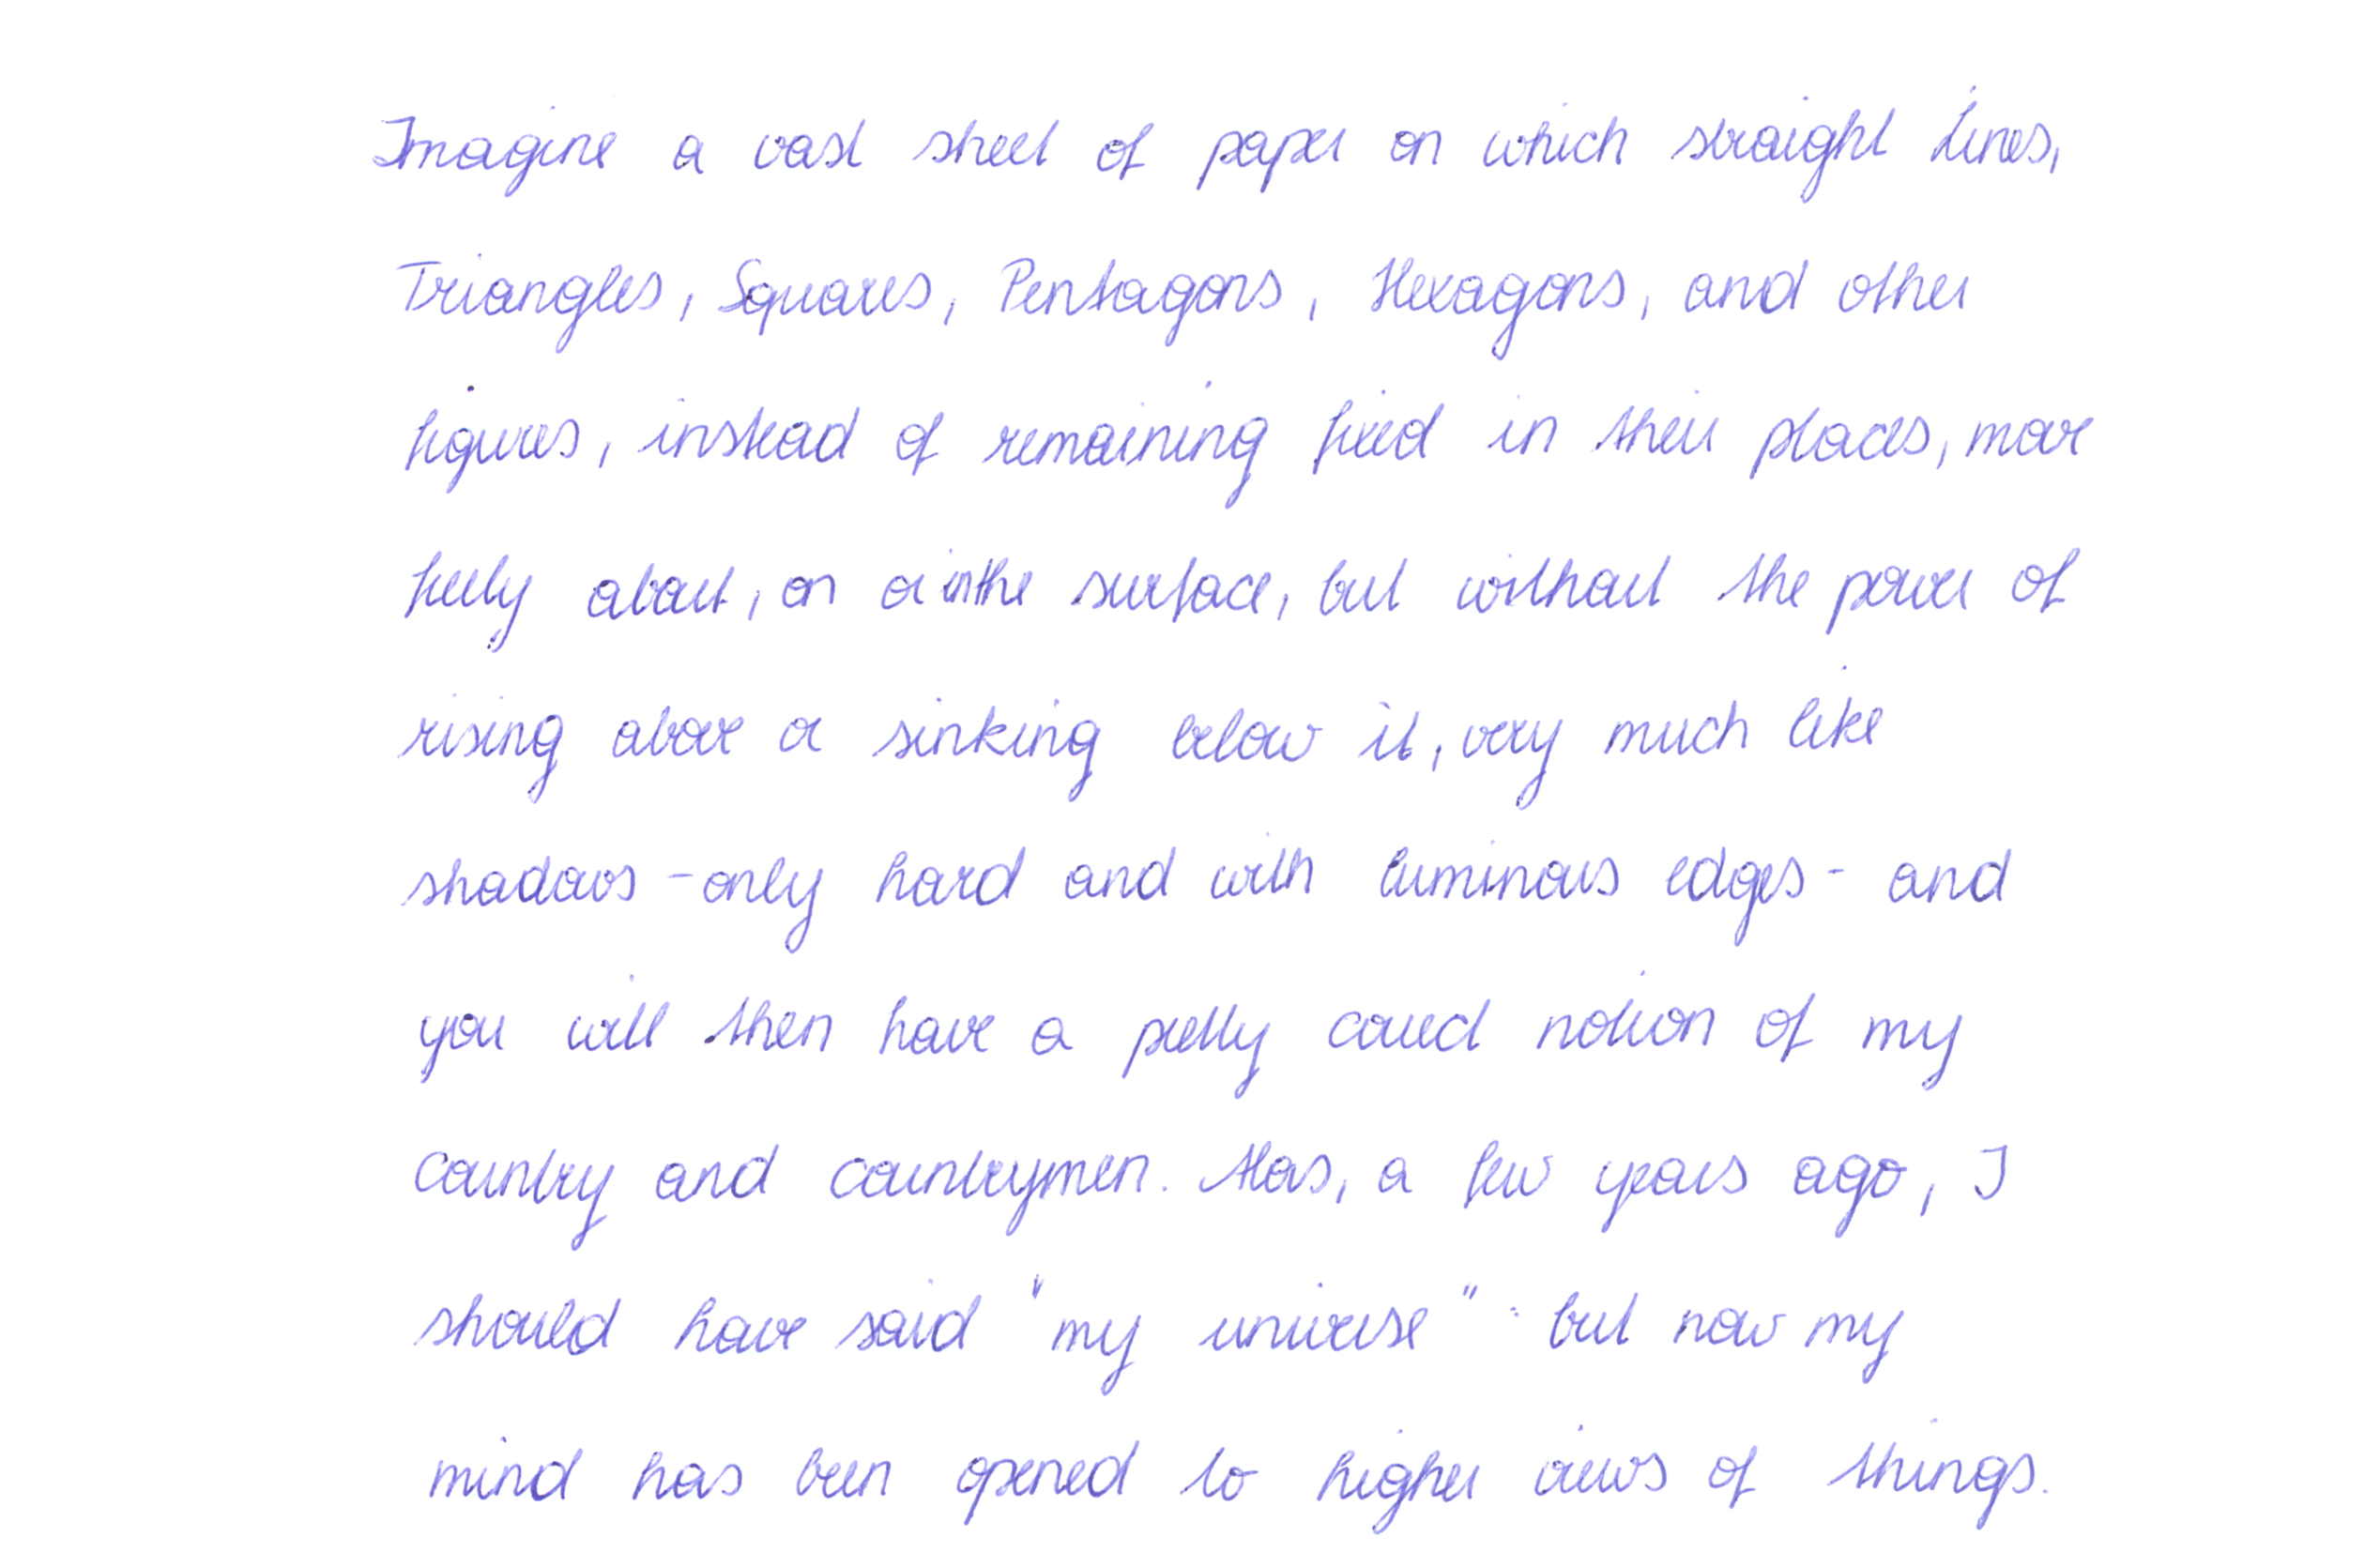 Imagine a vast sheet of paper on which straight Lines,
Triangles, Squares, Pentagons, Hexagons, and other
figures, instead of remaining fixed in their places, move
freely about, on or in the surface, but without the power of
rising above or sinking below it, very much like
shadows - only hard and with luminous edges - and
you will then have a pretty correct notion of my
country and countrymen. Alas, a few years ago, I
should have said "my universe" : but now my
mind has been opened to higher views of things.